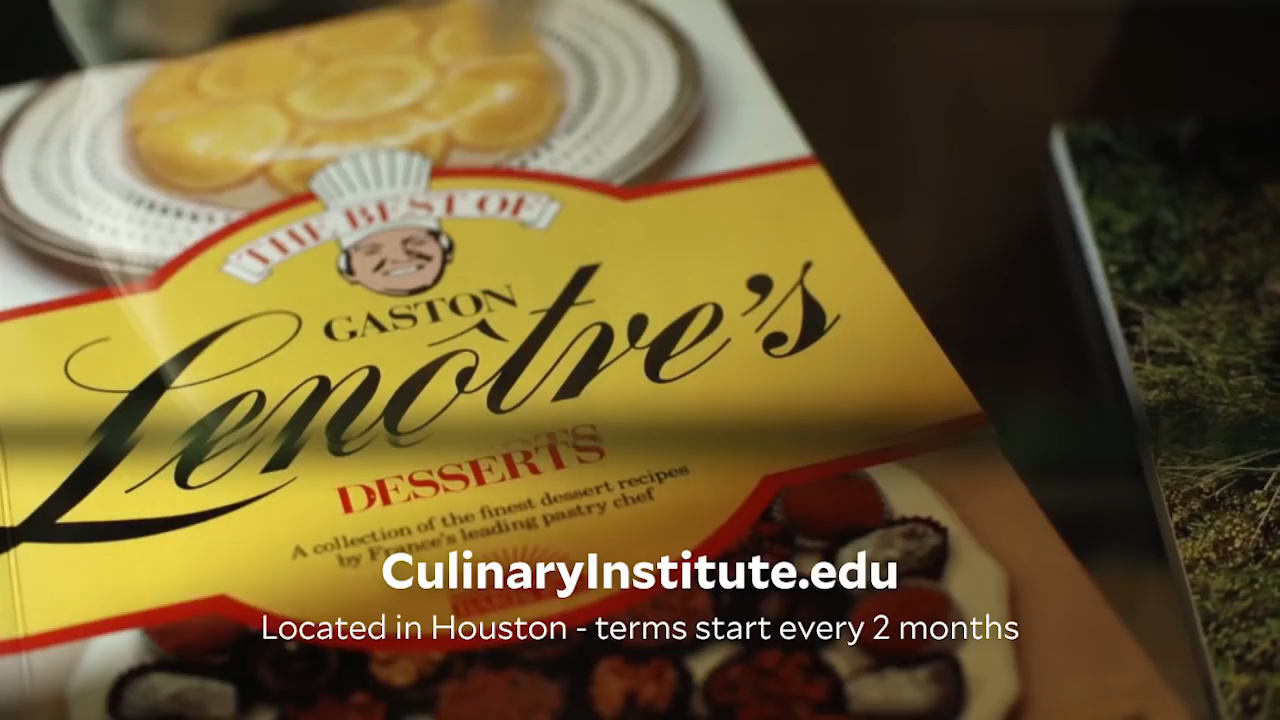 THE BEST OF
GASTON
Lenôtre's
DESSERTS
A collection of the finest dessert recipes
by France's leading pastry chef
CulinaryInstitute.edu
Located in Houston - terms start every 2 months